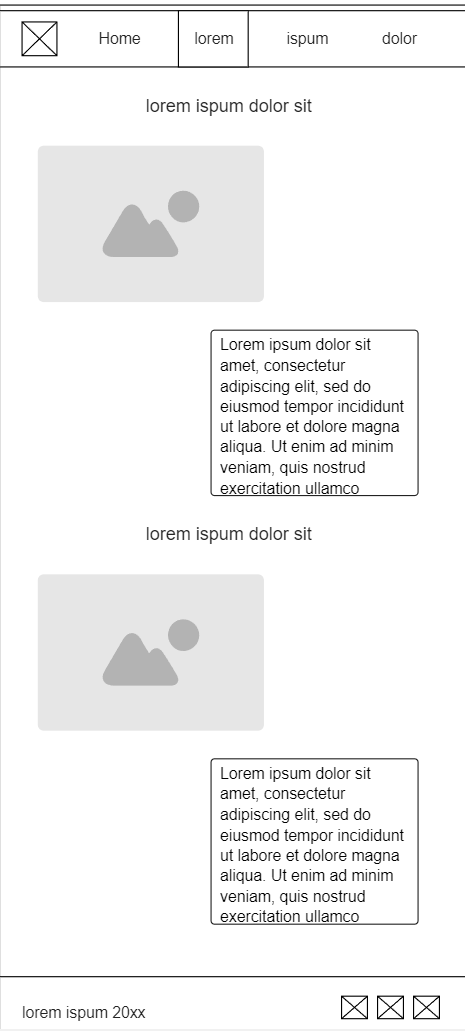 Home lorem ispum dolor
lorem ispum dolor sit
Lorem ipsum dolor sit
amet, consectetur
adipiscing elit, sed do
eiusmod tempor incididunt
ut labore et dolore magna
aliqua. Ut enim ad minim
veniam, quis nostrud
exercitation ullamco
lorem ispum dolor sit
Lorem ipsum dolor sit
amet, consectetur
adipiscing elit, sed do
eiusmod tempor incididunt
ut labore et dolore magna
aliqua. Ut enim ad minim
veniam, quis nostrud
exercitation ullamco
lorem ispum 20xx